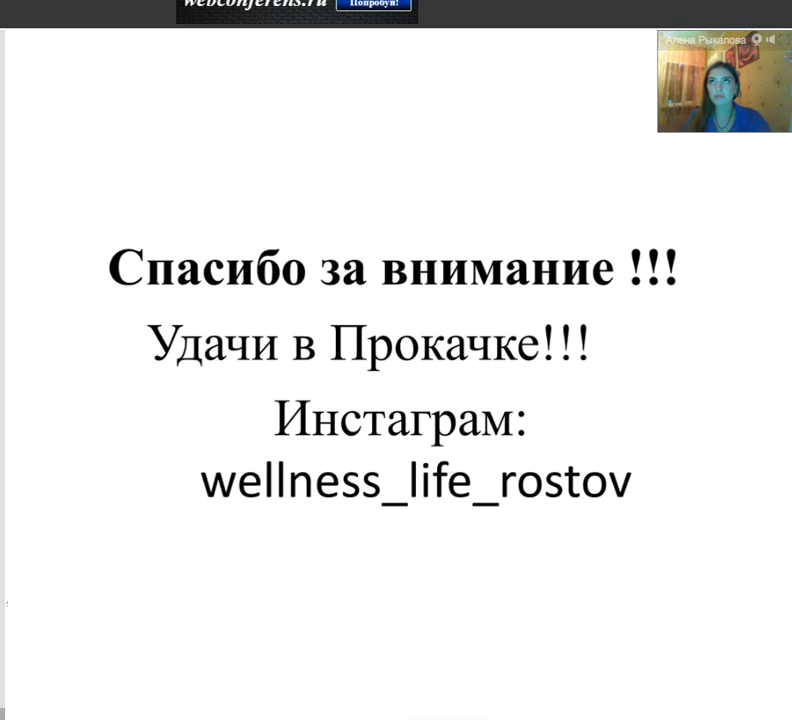 webconferens.ru Попробуй!
Алена Рыкалова
Спасибо за внимание !!!
Удачи в Прокачке!!!
Инстаграм:
wellness_life_rostov